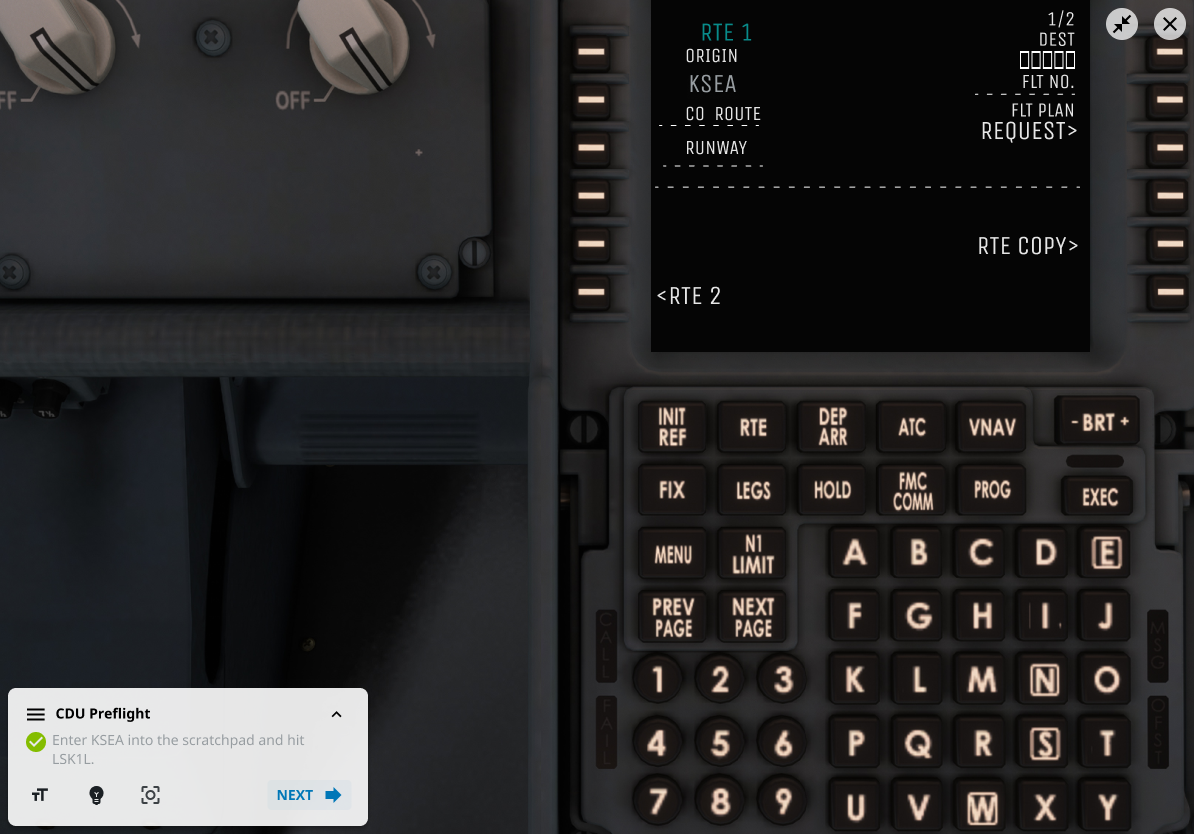 RTE 1
1/2
ORIGIN
DEST
KSEA
FLT NO.
CO ROUTE
FLT PLAN
REQUEST>
RUNWAY
RTE COPY>
<RTE 2
OFF
INIT REF
RTE
DEP ARR
ATC
VNAV
- BRT +
FIX
LEGS
HOLD
FMC COMM
PROG
EXEC
MENU
N1 LIMIT
A B C D E
PREV PAGE
NEXT PAGE
F G H I J
CALL
MSG
1 2 3
K L M N O
FAIL
OFST
4 5 6
P Q R S T
7 8 9
U V W X Y
CDU Preflight
Enter KSEA into the scratchpad and hit
LSK1L.
NEXT